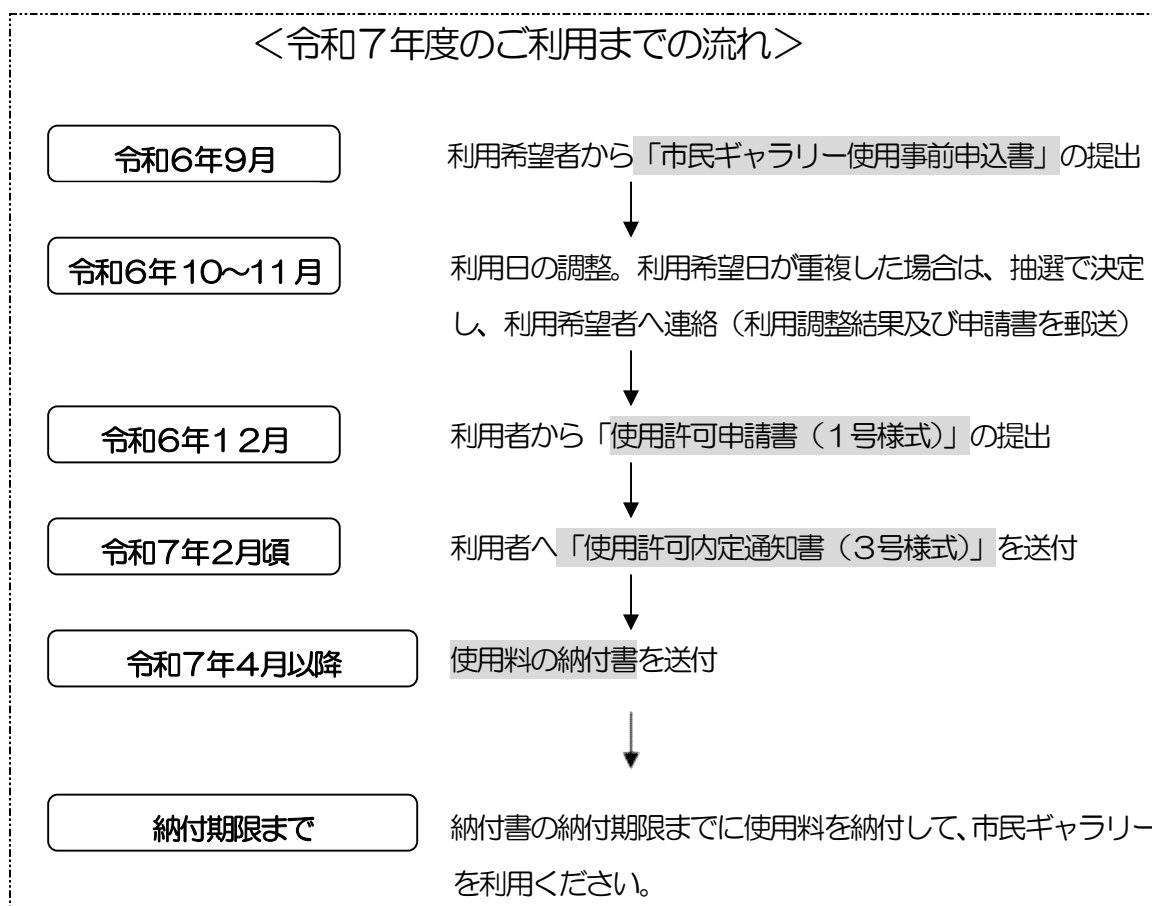 ＜令和７年度のご利用までの流れ＞
令和６年９月
利用希望者から「市民ギャラリー使用事前申込書」の提出
令和６年１０～１１月
利用日の調整。利用希望日が重複した場合は、抽選で決定
し、利用希望者へ連絡（利用調整結果及び申請書を郵送）
令和６年１２月
利用者から「使用許可申請書（１号様式）」の提出
令和７年２月頃
利用者へ「使用許可内定通知書（３号様式）」を送付
令和７年４月以降
使用料の納付書を送付
納付期限まで
納付書の納付期限までに使用料を納付して、市民ギャラリー
を利用ください。